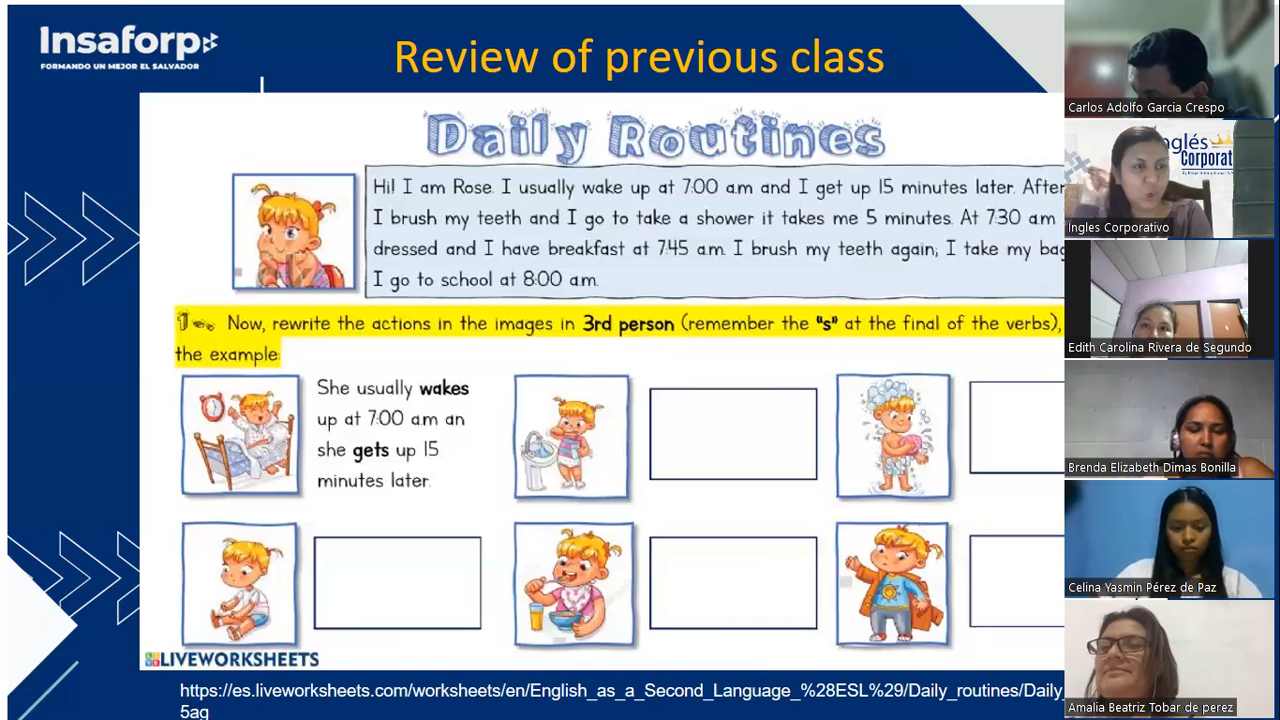 Insaforp
FORMANDO UN MEJOR EL SALVADOR
Review of previous class
Daily Routines
Hi! I am Rose. I usually wake up at 7:00 am and I get up 15 minutes later. After
I brush my teeth and I go to take a shower it takes me 5 minutes. At 7:30 am
dressed and I have breakfast at 7:45 am. I brush my teeth again; I take my bag
I go to school at 8:00 am.
1 Now, rewrite the actions in the images in 3rd person (remember the "s" at the final of the verbs),
the example:
She usually wakes
up at 7:00 am an
she gets up 15
minutes later.
LIVEWORKSHEETS
https://es.liveworksheets.com/worksheets/en/English_as_a_Second_Language_%28ESL%29/Daily_routines/Daily_
5ag
Carlos Adolfo Garcia Crespo
Inglés
Corporati
Ingles Corporativo
Edith Carolina Rivera de Segundo
Brenda Elizabeth Dimas Bonilla
Celina Yasmin Pérez de Paz
Amalia Beatriz Tobar de perez